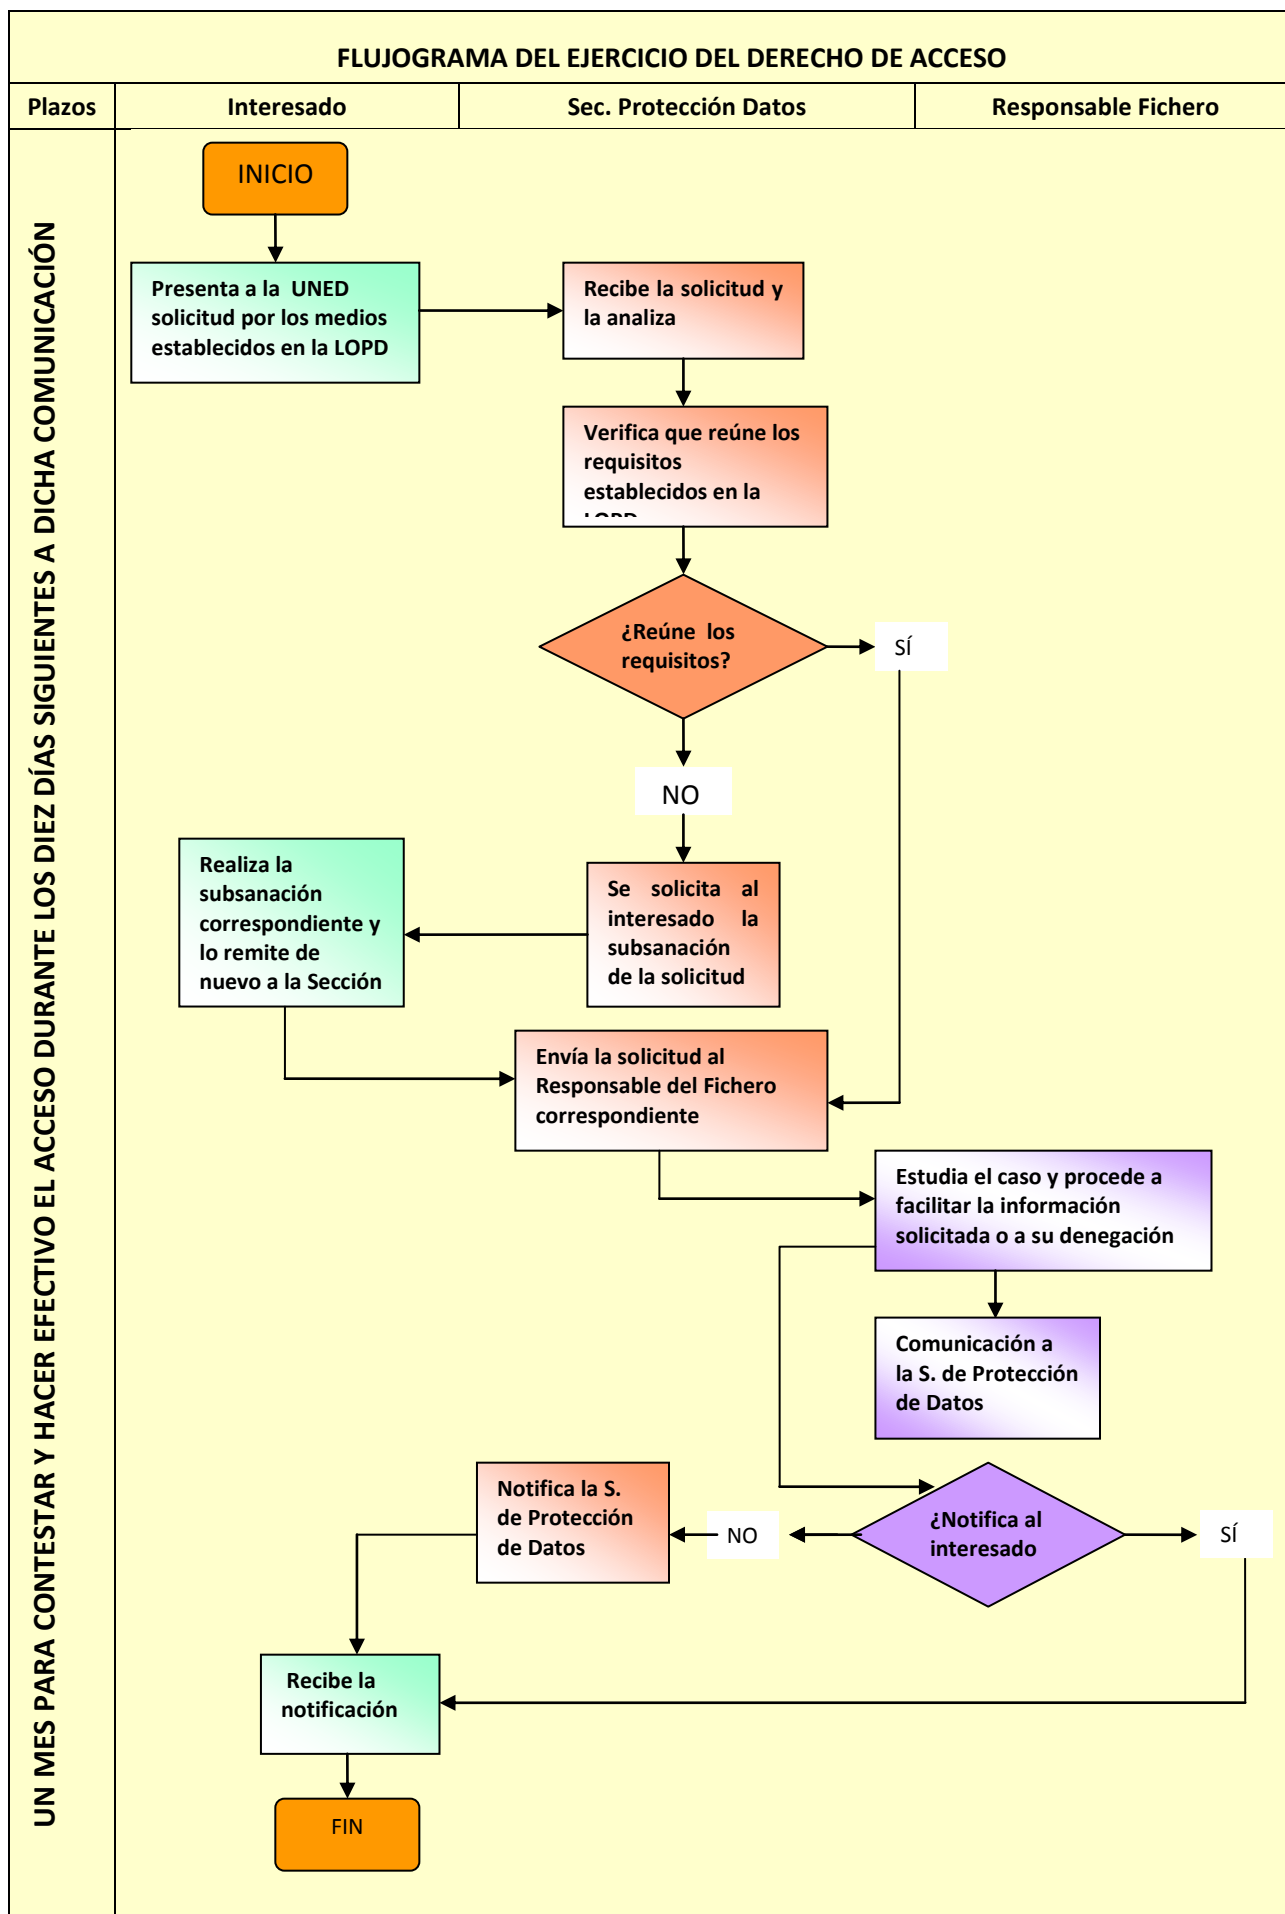 FLUJOGRAMA DEL EJERCICIO DEL DERECHO DE ACCESO
Plazos
Interesado
Sec. Protección Datos
Responsable Fichero
UN MES PARA CONTESTAR Y HACER EFECTIVO EL ACCESO DURANTE LOS DIEZ DÍAS SIGUIENTES A DICHA COMUNICACIÓN
INICIO
Presenta a la UNED
solicitud por los medios
establecidos en la LOPD
Recibe la solicitud y
la analiza
Verifica que reúne los
requisitos
establecidos en la
LOPD
¿Reúne los
requisitos?
SÍ
NO
Realiza la
subsanación
correspondiente y
lo remite de
nuevo a la Sección
Se solicita al
interesado la
subsanación
de la solicitud
Envía la solicitud al
Responsable del Fichero
correspondiente
Estudia el caso y procede a
facilitar la información
solicitada o a su denegación
Comunicación a
la S. de Protección
de Datos
Notifica la S.
de Protección
de Datos
NO
¿Notifica al
interesado
SÍ
Recibe la
notificación
FIN